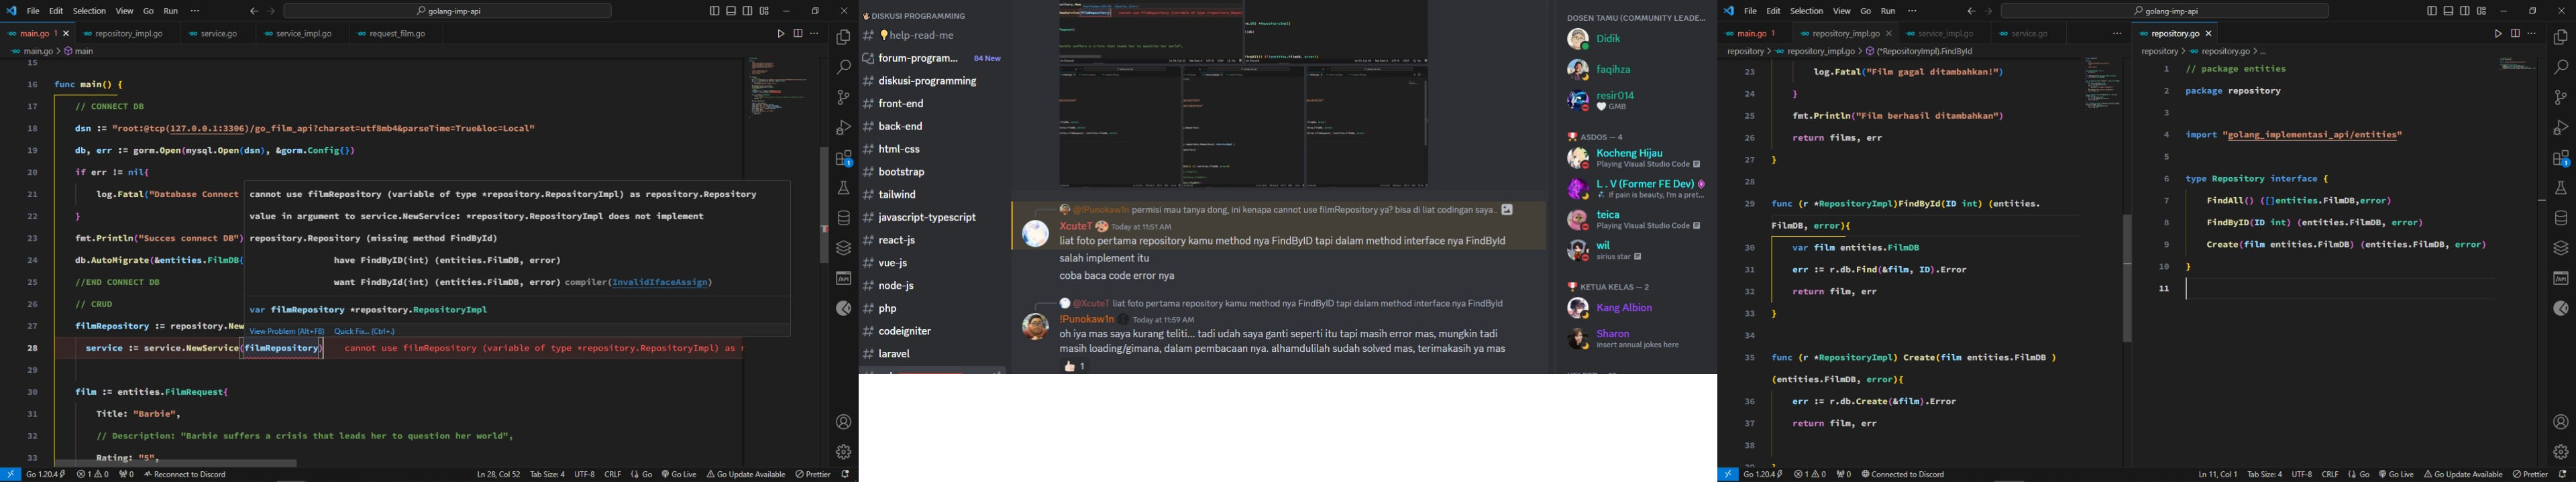 File Edit Selection View Go Run ··· golang-imp-api
main.go 1 repository_impl.go service.go service_impl.go request_film.go
main.go > main
15
16 func main() {
17 // CONNECT DB
18 dsn := "root:@tcp(127.0.0.1:3306)/go_film_api?charset=utf8mb4&parseTime=True&loc=Local"
19 db, err := gorm.Open(mysql.Open(dsn), &gorm.Config{})
20 if err != nil{
21 log.Fatal("Database Connect
22 }
23 fmt.Println("Succes connect DB")
24 db.AutoMigrate(&entities.FilmDB{
25 //END CONNECT DB
26 // CRUD
27 filmRepository := repository.New
28 service := service.NewService(filmRepository) cannot use filmRepository (variable of type *repository.RepositoryImpl) as r
29
30 film := entities.FilmRequest{
31 Title: "Barbie",
32 // Description: "Barbie suffers a crisis that leads her to question her world",
33 Rating: "5",
cannot use filmRepository (variable of type *repository.RepositoryImpl) as repository.Repository
value in argument to service.NewService: *repository.RepositoryImpl does not implement
repository.Repository (missing method FindById)
have FindByID(int) (entities.FilmDB, error)
want FindById(int) (entities.FilmDB, error) compiler(InvalidIfaceAssign)
var filmRepository *repository.RepositoryImpl
View Problem (Alt+F8) Quick Fix... (Ctrl+.)
Go 1.20.4 1 0 0 Reconnect to Discord Ln 28, Col 52 Tab Size: 4 UTF-8 CRLF Go Go Live Go Update Available Prettier
DISKUSI PROGRAMMING
help-read-me
forum-program... 84 New
diskusi-programming
front-end
back-end
html-css
bootstrap
tailwind
javascript-typescript
react-js
vue-js
node-js
php
codeigniter
laravel
@!Punokaw1n permisi mau tanya dong, ini kenapa cannot use filmRepository ya? bisa di liat codingan saya..
XcuteT Today at 11:51 AM
liat foto pertama repository kamu method nya FindByID tapi dalam method interface nya FindById
salah implement itu
coba baca code error nya
@XcuteT liat foto pertama repository kamu method nya FindByID tapi dalam method interface nya FindById
!Punokaw1n Today at 11:59 AM
oh iya mas saya kurang teliti... tadi udah saya ganti seperti itu tapi masih error mas, mungkin tadi
masih loading/gimana, dalam pembacaan nya. alhamdulilah sudah solved mas, terimakasih ya mas
1
DOSEN TAMU (COMMUNITY LEADE...
Didik
faqihza
resir014
GMB
ASDOS — 4
Kocheng Hijau
Playing Visual Studio Code
L . V (Former FE Dev)
If pain is beauty, I'm a pret...
teica
Playing Visual Studio Code
wil
sirius star
KETUA KELAS — 2
Kang Albion
Sharon
insert annual jokes here
File Edit Selection View Go Run ··· golang-imp-api
main.go 1 repository_impl.go service_impl.go service.go ··· repository.go
repository > repository_impl.go > (*RepositoryImpl).FindById
23 log.Fatal("Film gagal ditambahkan!")
24 }
25 fmt.Println("Film berhasil ditambahkan")
26 return films, err
27 }
28
29 func (r *RepositoryImpl)FindById(ID int) (entities.
FilmDB, error){
30 var film entities.FilmDB
31 err := r.db.Find(&film, ID).Error
32 return film, err
33 }
34
35 func (r *RepositoryImpl) Create(film entities.FilmDB )
(entities.FilmDB, error){
36 err := r.db.Create(&film).Error
37 return film, err
38
repository > repository.go > ...
1 // package entities
2 package repository
3
4 import "golang_implementasi_api/entities"
5
6 type Repository interface {
7 FindAll() ([]entities.FilmDB,error)
8 FindByID(ID int) (entities.FilmDB, error)
9 Create(film entities.FilmDB) (entities.FilmDB, error)
10 }
11
Go 1.20.4 1 0 0 Connected to Discord Ln 11, Col 1 Tab Size: 4 UTF-8 CRLF Go Go Live Go Update Available Prettier